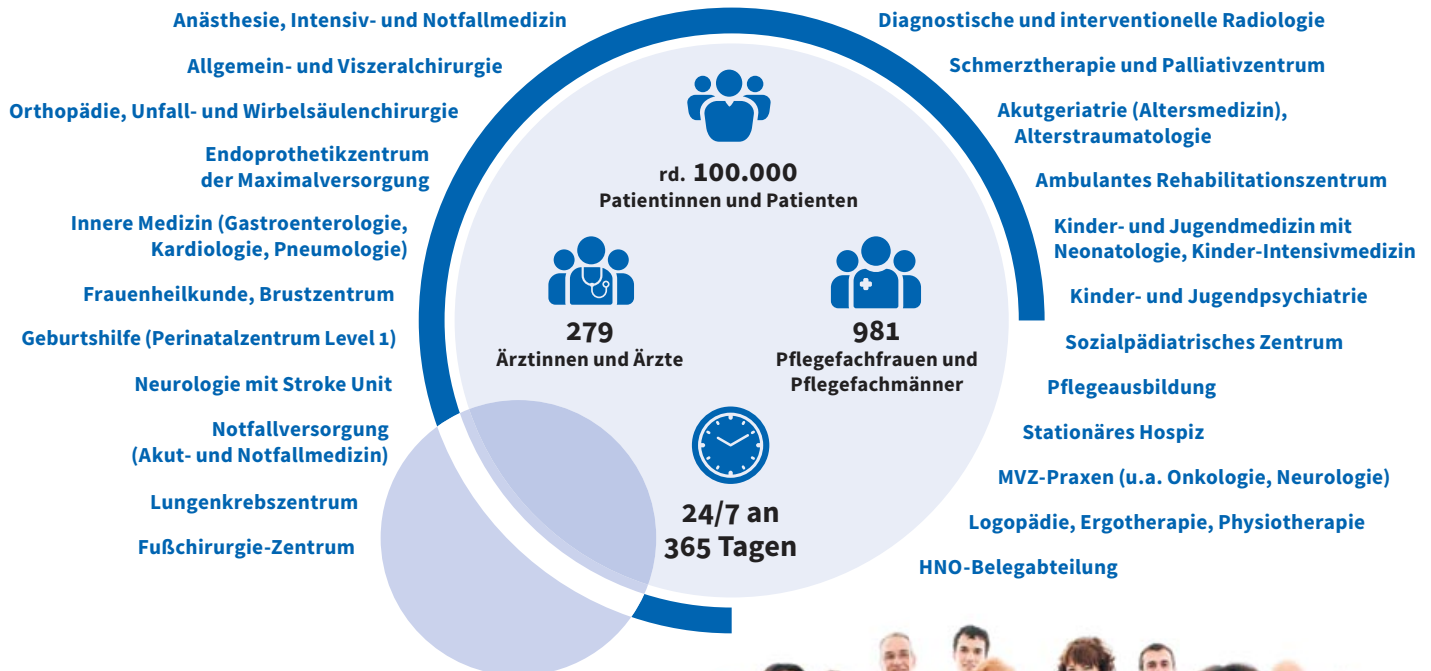 Anästhesie, Intensiv- und Notfallmedizin
Allgemein- und Viszeralchirurgie
Orthopädie, Unfall- und Wirbelsäulenchirurgie
Endoprothetikzentrum
der Maximalversorgung
Innere Medizin (Gastroenterologie,
Kardiologie, Pneumologie)
Frauenheilkunde, Brustzentrum
Geburtshilfe (Perinatalzentrum Level 1)
Neurologie mit Stroke Unit
Notfallversorgung
(Akut- und Notfallmedizin)
Lungenkrebszentrum
Fußchirurgie-Zentrum
rd. 100.000
Patientinnen und Patienten
279
Ärztinnen und Ärzte
981
Pflegefachfrauen und
Pflegefachmänner
24/7 an
365 Tagen
Diagnostische und interventionelle Radiologie
Schmerztherapie und Palliativzentrum
Akutgeriatrie (Altersmedizin),
Alterstraumatologie
Ambulantes Rehabilitationszentrum
Kinder- und Jugendmedizin mit
Neonatologie, Kinder-Intensivmedizin
Kinder- und Jugendpsychiatrie
Sozialpädiatrisches Zentrum
Pflegeausbildung
Stationäres Hospiz
MVZ-Praxen (u.a. Onkologie, Neurologie)
Logopädie, Ergotherapie, Physiotherapie
HNO-Belegabteilung